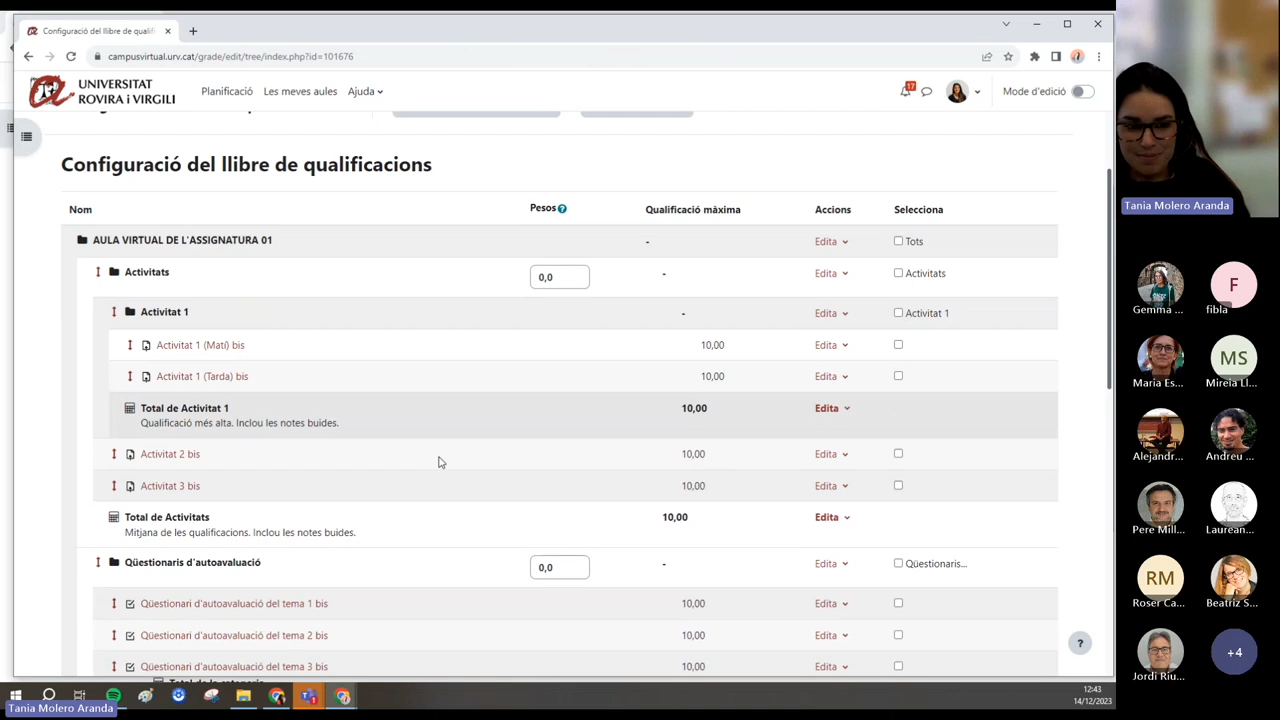 Configuració del llibre de qualifi
campusvirtual.urv.cat/grade/edit/tree/index.php?id=101676
UNIVERSITAT
ROVIRA i VIRGILI
Planificació
Les meves aules
Ajuda
17
Mode d'edició
Configuració del llibre de qualificacions
Nom Pesos Qualificació màxima Accions Selecciona
AULA VIRTUAL DE L'ASSIGNATURA 01 - Edita Tots
Activitats 0,0 - Edita Activitats
Activitat 1 - Edita Activitat 1
Activitat 1 (Matí) bis 10,00 Edita
Activitat 1 (Tarda) bis 10,00 Edita
Total de Activitat 1 10,00 Edita
Qualificació més alta. Inclou les notes buides.
Activitat 2 bis 10,00 Edita
Activitat 3 bis 10,00 Edita
Total de Activitats 10,00 Edita
Mitjana de les qualificacions. Inclou les notes buides.
Qüestionaris d'autoavaluació 0,0 - Edita Qüestionaris...
Qüestionari d'autoavaluació del tema 1 bis 10,00 Edita
Qüestionari d'autoavaluació del tema 2 bis 10,00 Edita
Qüestionari d'autoavaluació del tema 3 bis 10,00 Edita
?
12:43
14/12/2023
Tania Molero Aranda
Tania Molero Aranda
Gemma ...
F
fibla
Maria Es...
MS
Mireia Ll...
Alejandr...
Andreu ...
Pere Mill...
Laurean...
RM
Roser Ca...
Beatriz S...
Jordi Riu...
+4